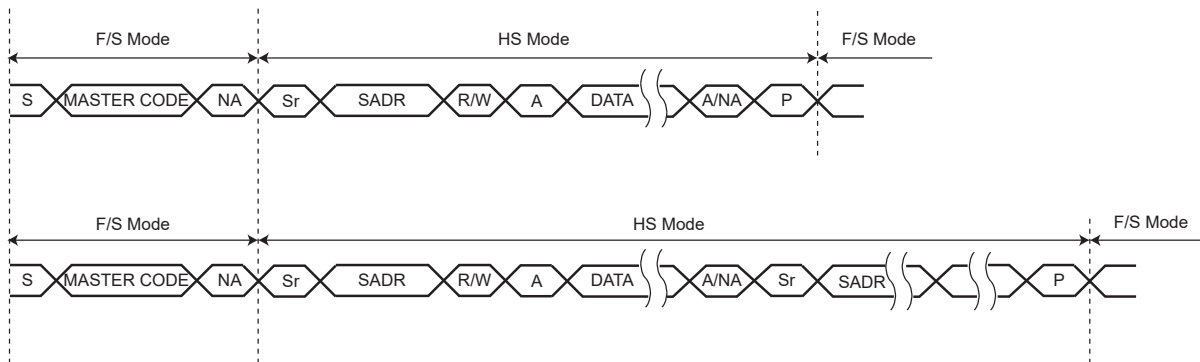 F/S Mode HS Mode F/S Mode
S MASTER CODE NA Sr SADR R/W A DATA A/NA P
F/S Mode HS Mode F/S Mode
S MASTER CODE NA Sr SADR R/W A DATA A/NA Sr SADR P